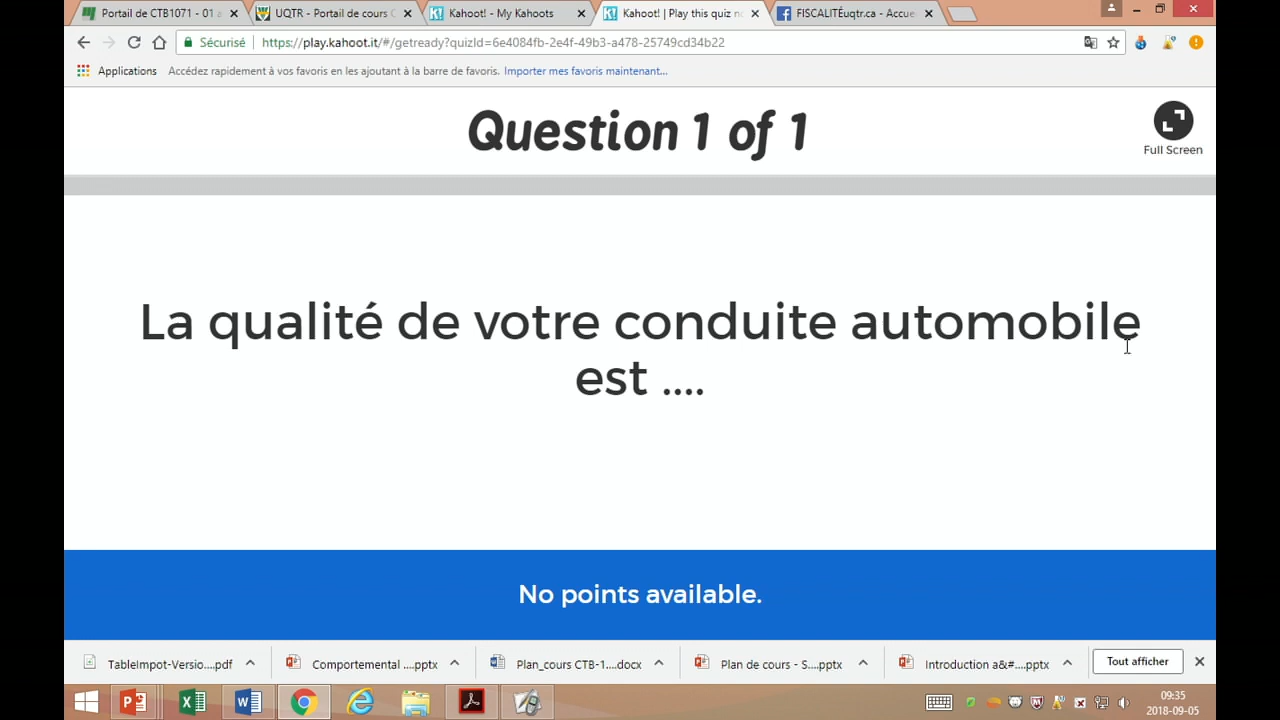 Portail de CTB1071 - 01
UQTR - Portail de cours
Kahoot! - My Kahoots
Kahoot! | Play this quiz n
FISCALITÉuqtr.ca - Accue
Sécurisé
https://play.kahoot.it/#/getready?quizId=6e4084fb-2e4f-49b3-a478-25749cd34b22
Applications
Accédez rapidement à vos favoris en les ajoutant à la barre de favoris. Importer mes favoris maintenant...
Question 1 of 1
Full Screen
La qualité de votre conduite automobile
est ....
No points available.
TableImpot-Versio....pdf
Comportemental ....pptx
Plan_cours CTB-1....docx
Plan de cours - S....pptx
Introduction a&#....pptx
Tout afficher
09:35
2018-09-05